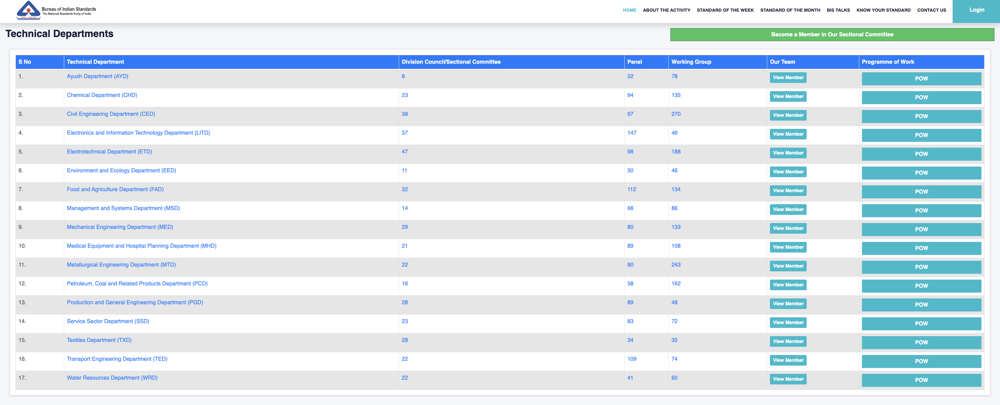 Bureau of Indian Standards
The National Standards Body of India
HOME ABOUT THE ACTIVITY STANDARD OF THE WEEK STANDARD OF THE MONTH BIS TALKS KNOW YOUR STANDARD CONTACT US Login
Technical Departments
Become a Member in Our Sectional Committee
S No Technical Department Division Council/Sectional Committee Panel Working Group Our Team Programme of Work
1. Ayush Department (AYD) 8 32 78 View Member POW
2. Chemical Department (CHD) 23 94 135 View Member POW
3. Civil Engineering Department (CED) 38 97 270 View Member POW
4. Electronics and Information Technology Department (LITD) 37 147 46 View Member POW
5. Electrotechnical Department (ETD) 47 98 188 View Member POW
6. Environment and Ecology Department (EED) 11 50 46 View Member POW
7. Food and Agriculture Department (FAD) 32 112 134 View Member POW
8. Management and Systems Department (MSD) 14 66 86 View Member POW
9. Mechanical Engineering Department (MED) 29 80 133 View Member POW
10. Medical Equipment and Hospital Planning Department (MHD) 21 89 108 View Member POW
11. Metallurgical Engineering Department (MTD) 22 90 243 View Member POW
12. Petroleum, Coal and Related Products Department (PCD) 16 58 162 View Member POW
13. Production and General Engineering Department (PGD) 28 89 48 View Member POW
14. Service Sector Department (SSD) 23 83 72 View Member POW
15. Textiles Department (TXD) 28 34 35 View Member POW
16. Transport Engineering Department (TED) 22 109 74 View Member POW
17. Water Resources Department (WRD) 22 41 60 View Member POW